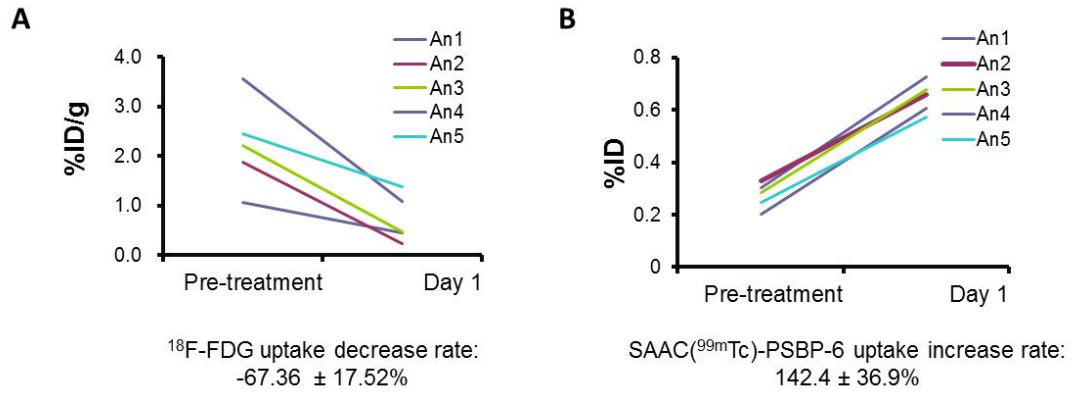 A
%ID/g
4.0
3.0
2.0
1.0
0.0
An1
An2
An3
An4
An5
Pre-treatment Day 1
¹⁸F-FDG uptake decrease rate:
-67.36 ± 17.52%
B
%ID
0.8
0.6
0.4
0.2
0
An1
An2
An3
An4
An5
Pre-treatment Day 1
SAAC(⁹⁹ᵐTc)-PSBP-6 uptake increase rate:
142.4 ± 36.9%